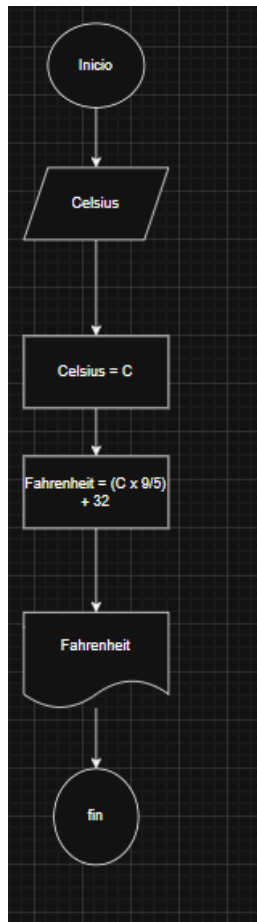 Inicio
Celsius
Celsius = C
Fahrenheit = (C x 9/5)
+ 32
Fahrenheit
fin